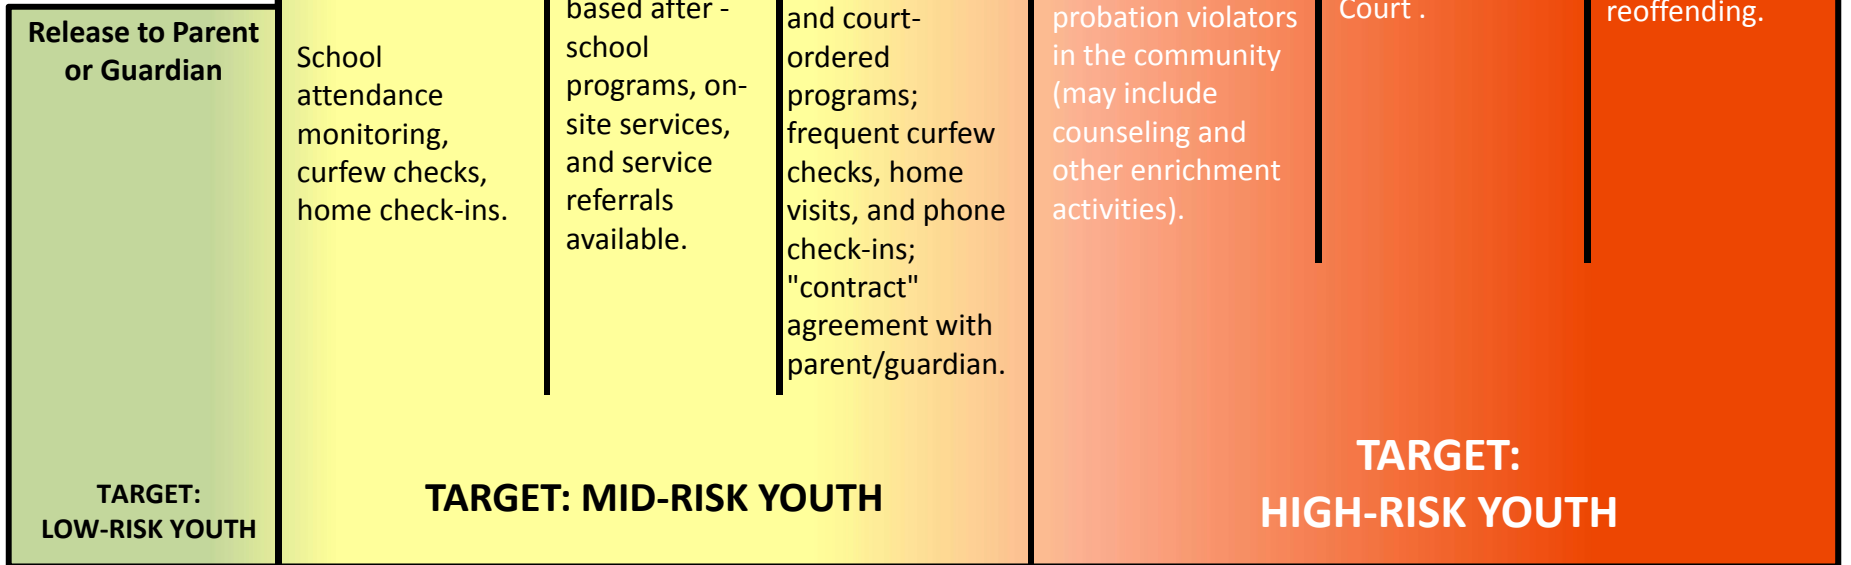 Release to Parent
or Guardian
TARGET:
LOW-RISK YOUTH
School
attendance
monitoring,
curfew checks,
home check-ins.
based after -
school
programs, on-
site services,
and service
referrals
available.
and court-
ordered
programs;
frequent curfew
checks, home
visits, and phone
check-ins;
"contract"
agreement with
parent/guardian.
TARGET: MID-RISK YOUTH
probation violators
in the community
(may include
counseling and
other enrichment
activities).
Court .
reoffending.
TARGET:
HIGH-RISK YOUTH